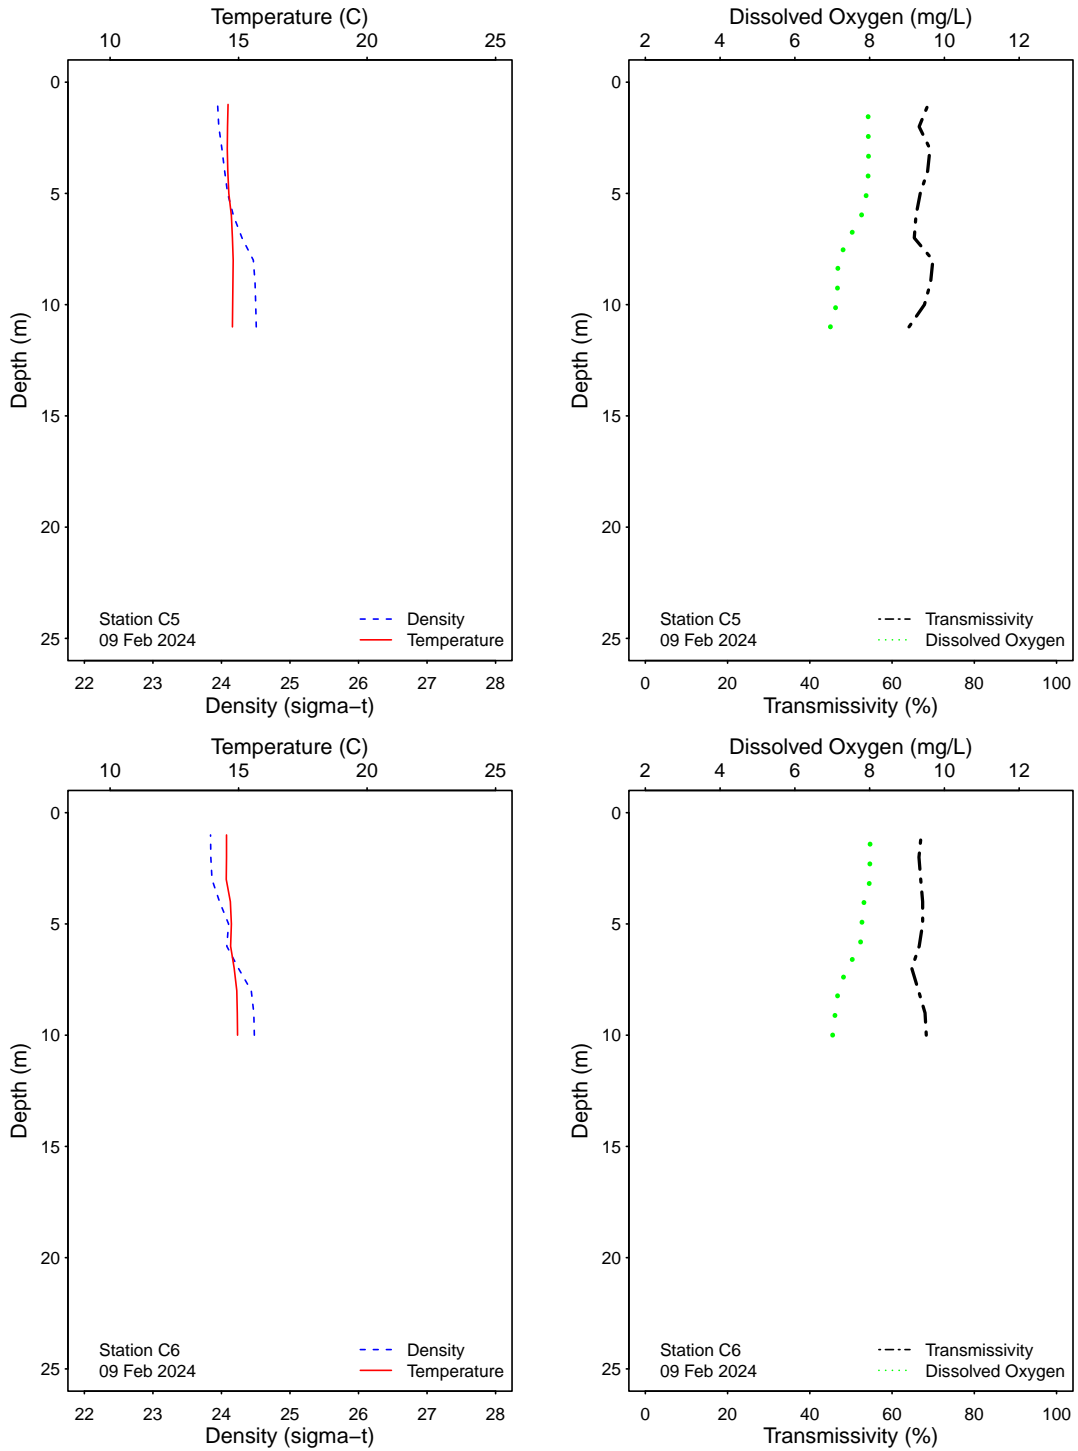 Temperature (C)
10 15 20 25
0
5
10
15
20
25
Depth (m)
Station C5
09 Feb 2024
Density
Temperature
22 23 24 25 26 27 28
Density (sigma−t)
Dissolved Oxygen (mg/L)
2 4 6 8 10 12
0
5
10
15
20
25
Depth (m)
Station C5
09 Feb 2024
Transmissivity
Dissolved Oxygen
0 20 40 60 80 100
Transmissivity (%)
Temperature (C)
10 15 20 25
0
5
10
15
20
25
Depth (m)
Station C6
09 Feb 2024
Density
Temperature
22 23 24 25 26 27 28
Density (sigma−t)
Dissolved Oxygen (mg/L)
2 4 6 8 10 12
0
5
10
15
20
25
Depth (m)
Station C6
09 Feb 2024
Transmissivity
Dissolved Oxygen
0 20 40 60 80 100
Transmissivity (%)